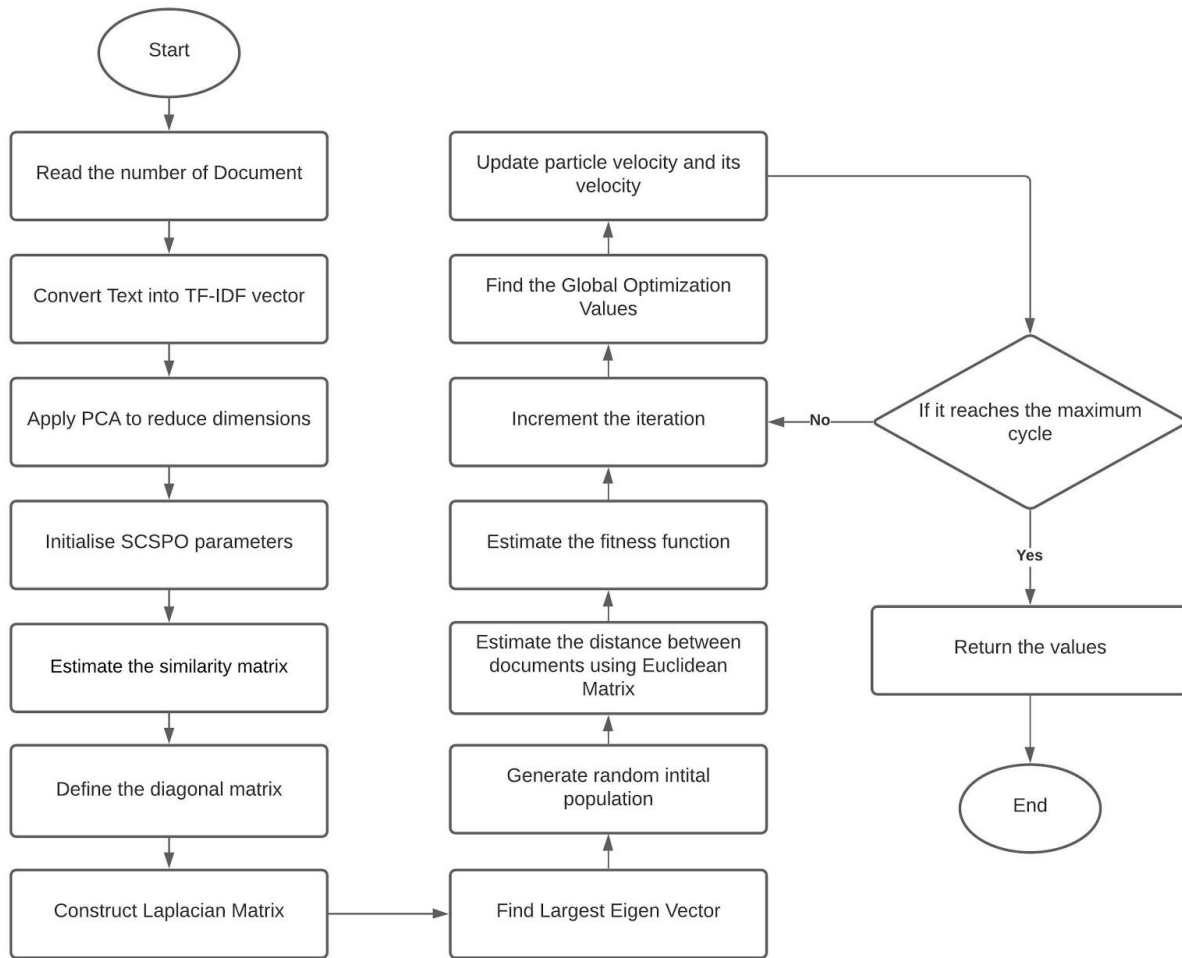 Start
Read the number of Document
Convert Text into TF-IDF vector
Apply PCA to reduce dimensions
Initialise SCSPO parameters
Estimate the similarity matrix
Define the diagonal matrix
Construct Laplacian Matrix
Find Largest Eigen Vector
Generate random intital
population
Estimate the distance between
documents using Euclidean
Matrix
Estimate the fitness function
Increment the iteration
Find the Global Optimization
Values
Update particle velocity and its
velocity
If it reaches the maximum
cycle
No
Yes
Return the values
End